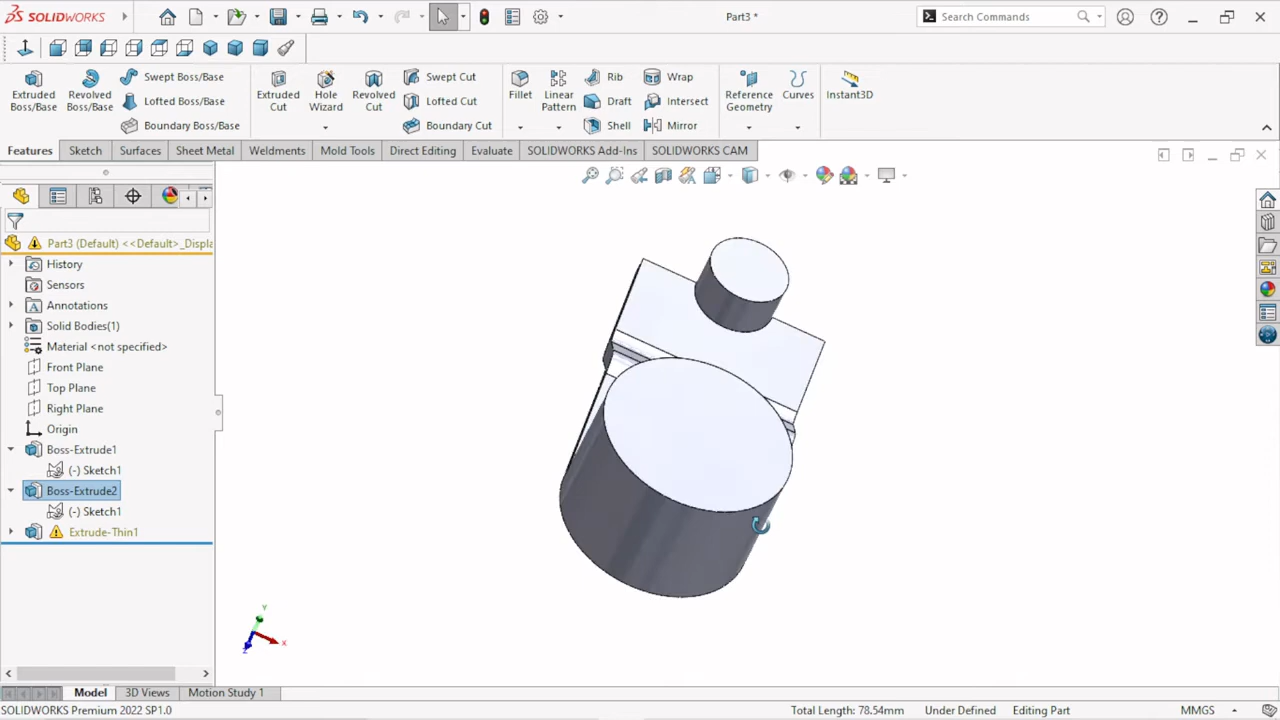 SOLIDWORKS
Part3 *
Search Commands
Extruded Boss/Base
Revolved Boss/Base
Swept Boss/Base
Lofted Boss/Base
Boundary Boss/Base
Extruded Cut
Hole Wizard
Revolved Cut
Swept Cut
Lofted Cut
Boundary Cut
Fillet
Linear Pattern
Rib
Draft
Shell
Wrap
Intersect
Mirror
Reference Geometry
Curves
Instant3D
Features Sketch Surfaces Sheet Metal Weldments Mold Tools Direct Editing Evaluate SOLIDWORKS Add-Ins SOLIDWORKS CAM
Part3 (Default) <<Default>_Displa
History
Sensors
Annotations
Solid Bodies(1)
Material <not specified>
Front Plane
Top Plane
Right Plane
Origin
Boss-Extrude1
(-) Sketch1
Boss-Extrude2
(-) Sketch1
Extrude-Thin1
Y
X
Z
Model 3D Views Motion Study 1
SOLIDWORKS Premium 2022 SP1.0 Total Length: 78.54mm Under Defined Editing Part MMGS